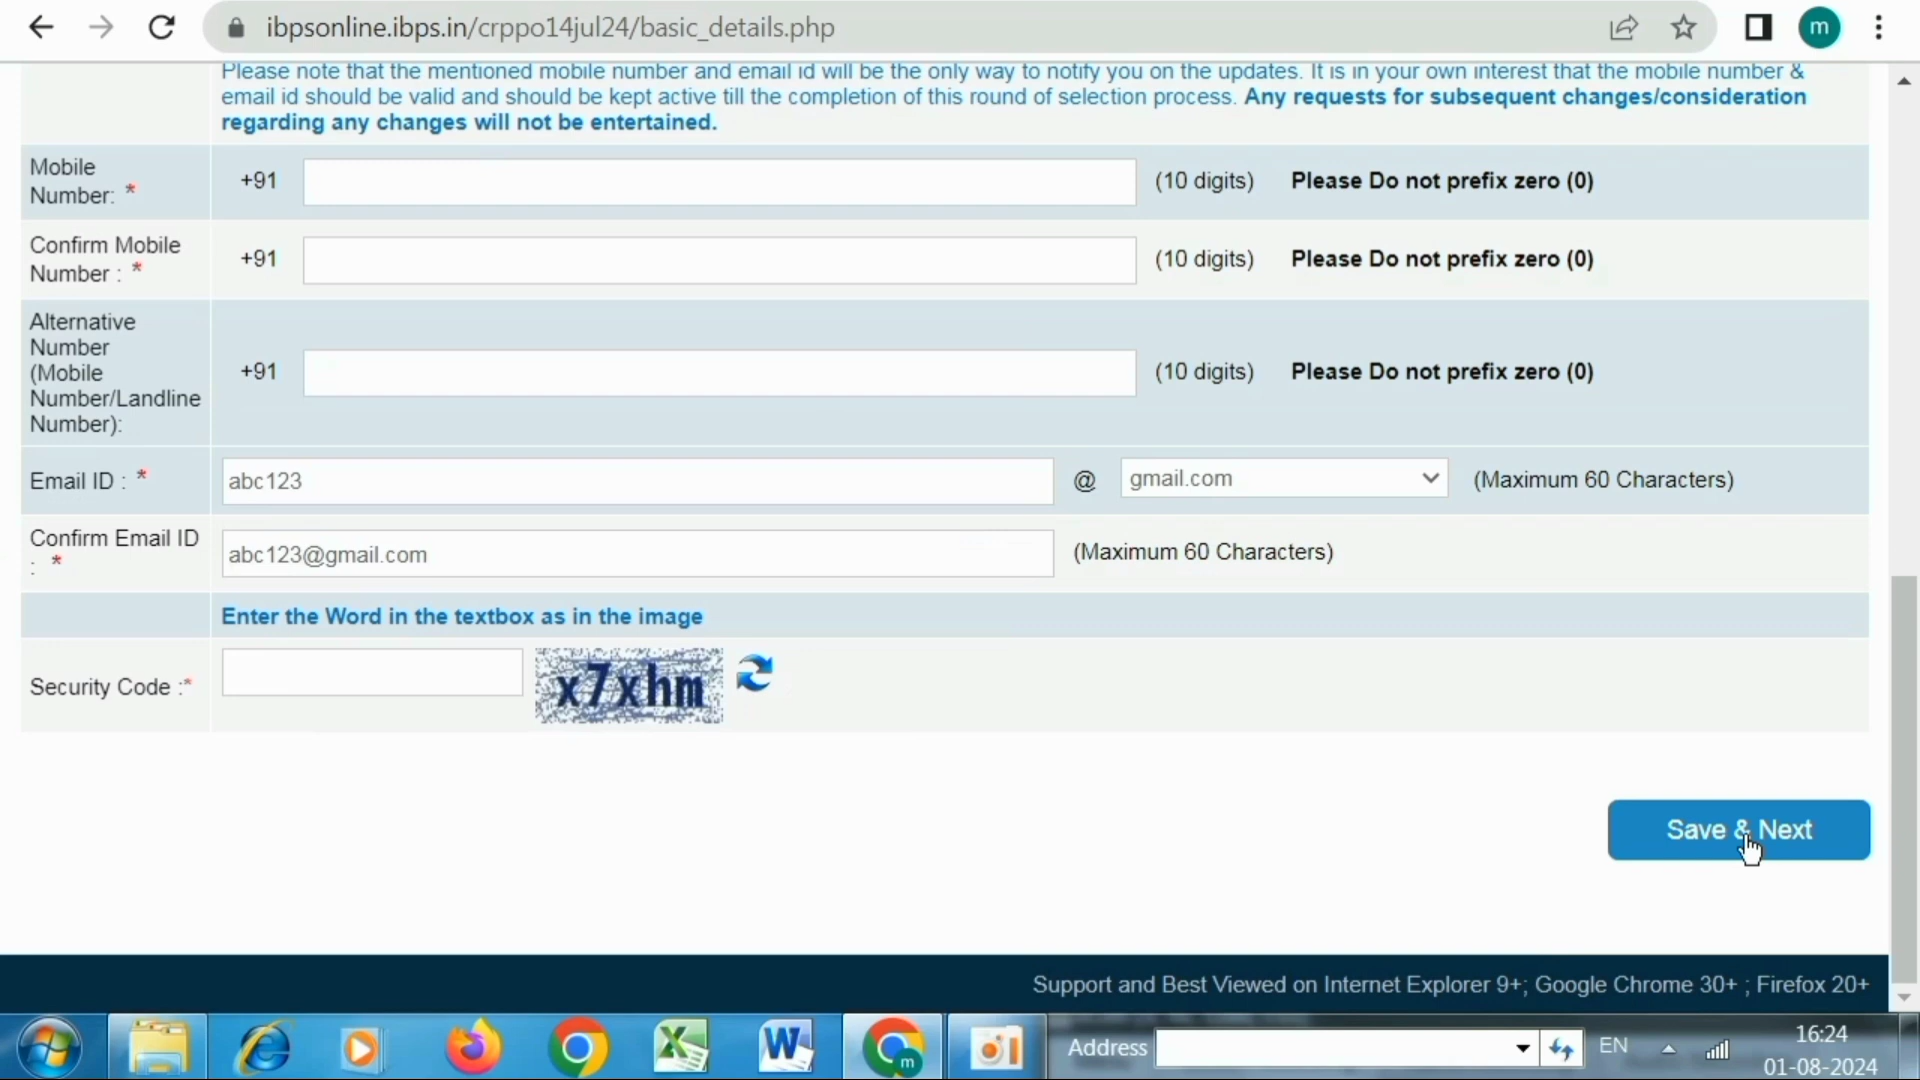 ibpsonline.ibps.in/crppo14jul24/basic_details.php
m
Please note that the mentioned mobile number and email id will be the only way to notify you on the updates. It is in your own interest that the mobile number &
email id should be valid and should be kept active till the completion of this round of selection process. Any requests for subsequent changes/consideration
regarding any changes will not be entertained.
Mobile
Number: *
+91
(10 digits) Please Do not prefix zero (0)
Confirm Mobile
Number : *
+91
(10 digits) Please Do not prefix zero (0)
Alternative
Number
(Mobile
Number/Landline
Number):
+91
(10 digits) Please Do not prefix zero (0)
Email ID : * abc123 @ gmail.com (Maximum 60 Characters)
Confirm Email ID
: *
abc123@gmail.com (Maximum 60 Characters)
Enter the Word in the textbox as in the image
Security Code :* x7xhm
Save & Next
Support and Best Viewed on Internet Explorer 9+; Google Chrome 30+ ; Firefox 20+
m
Address
EN
16:24
01-08-2024